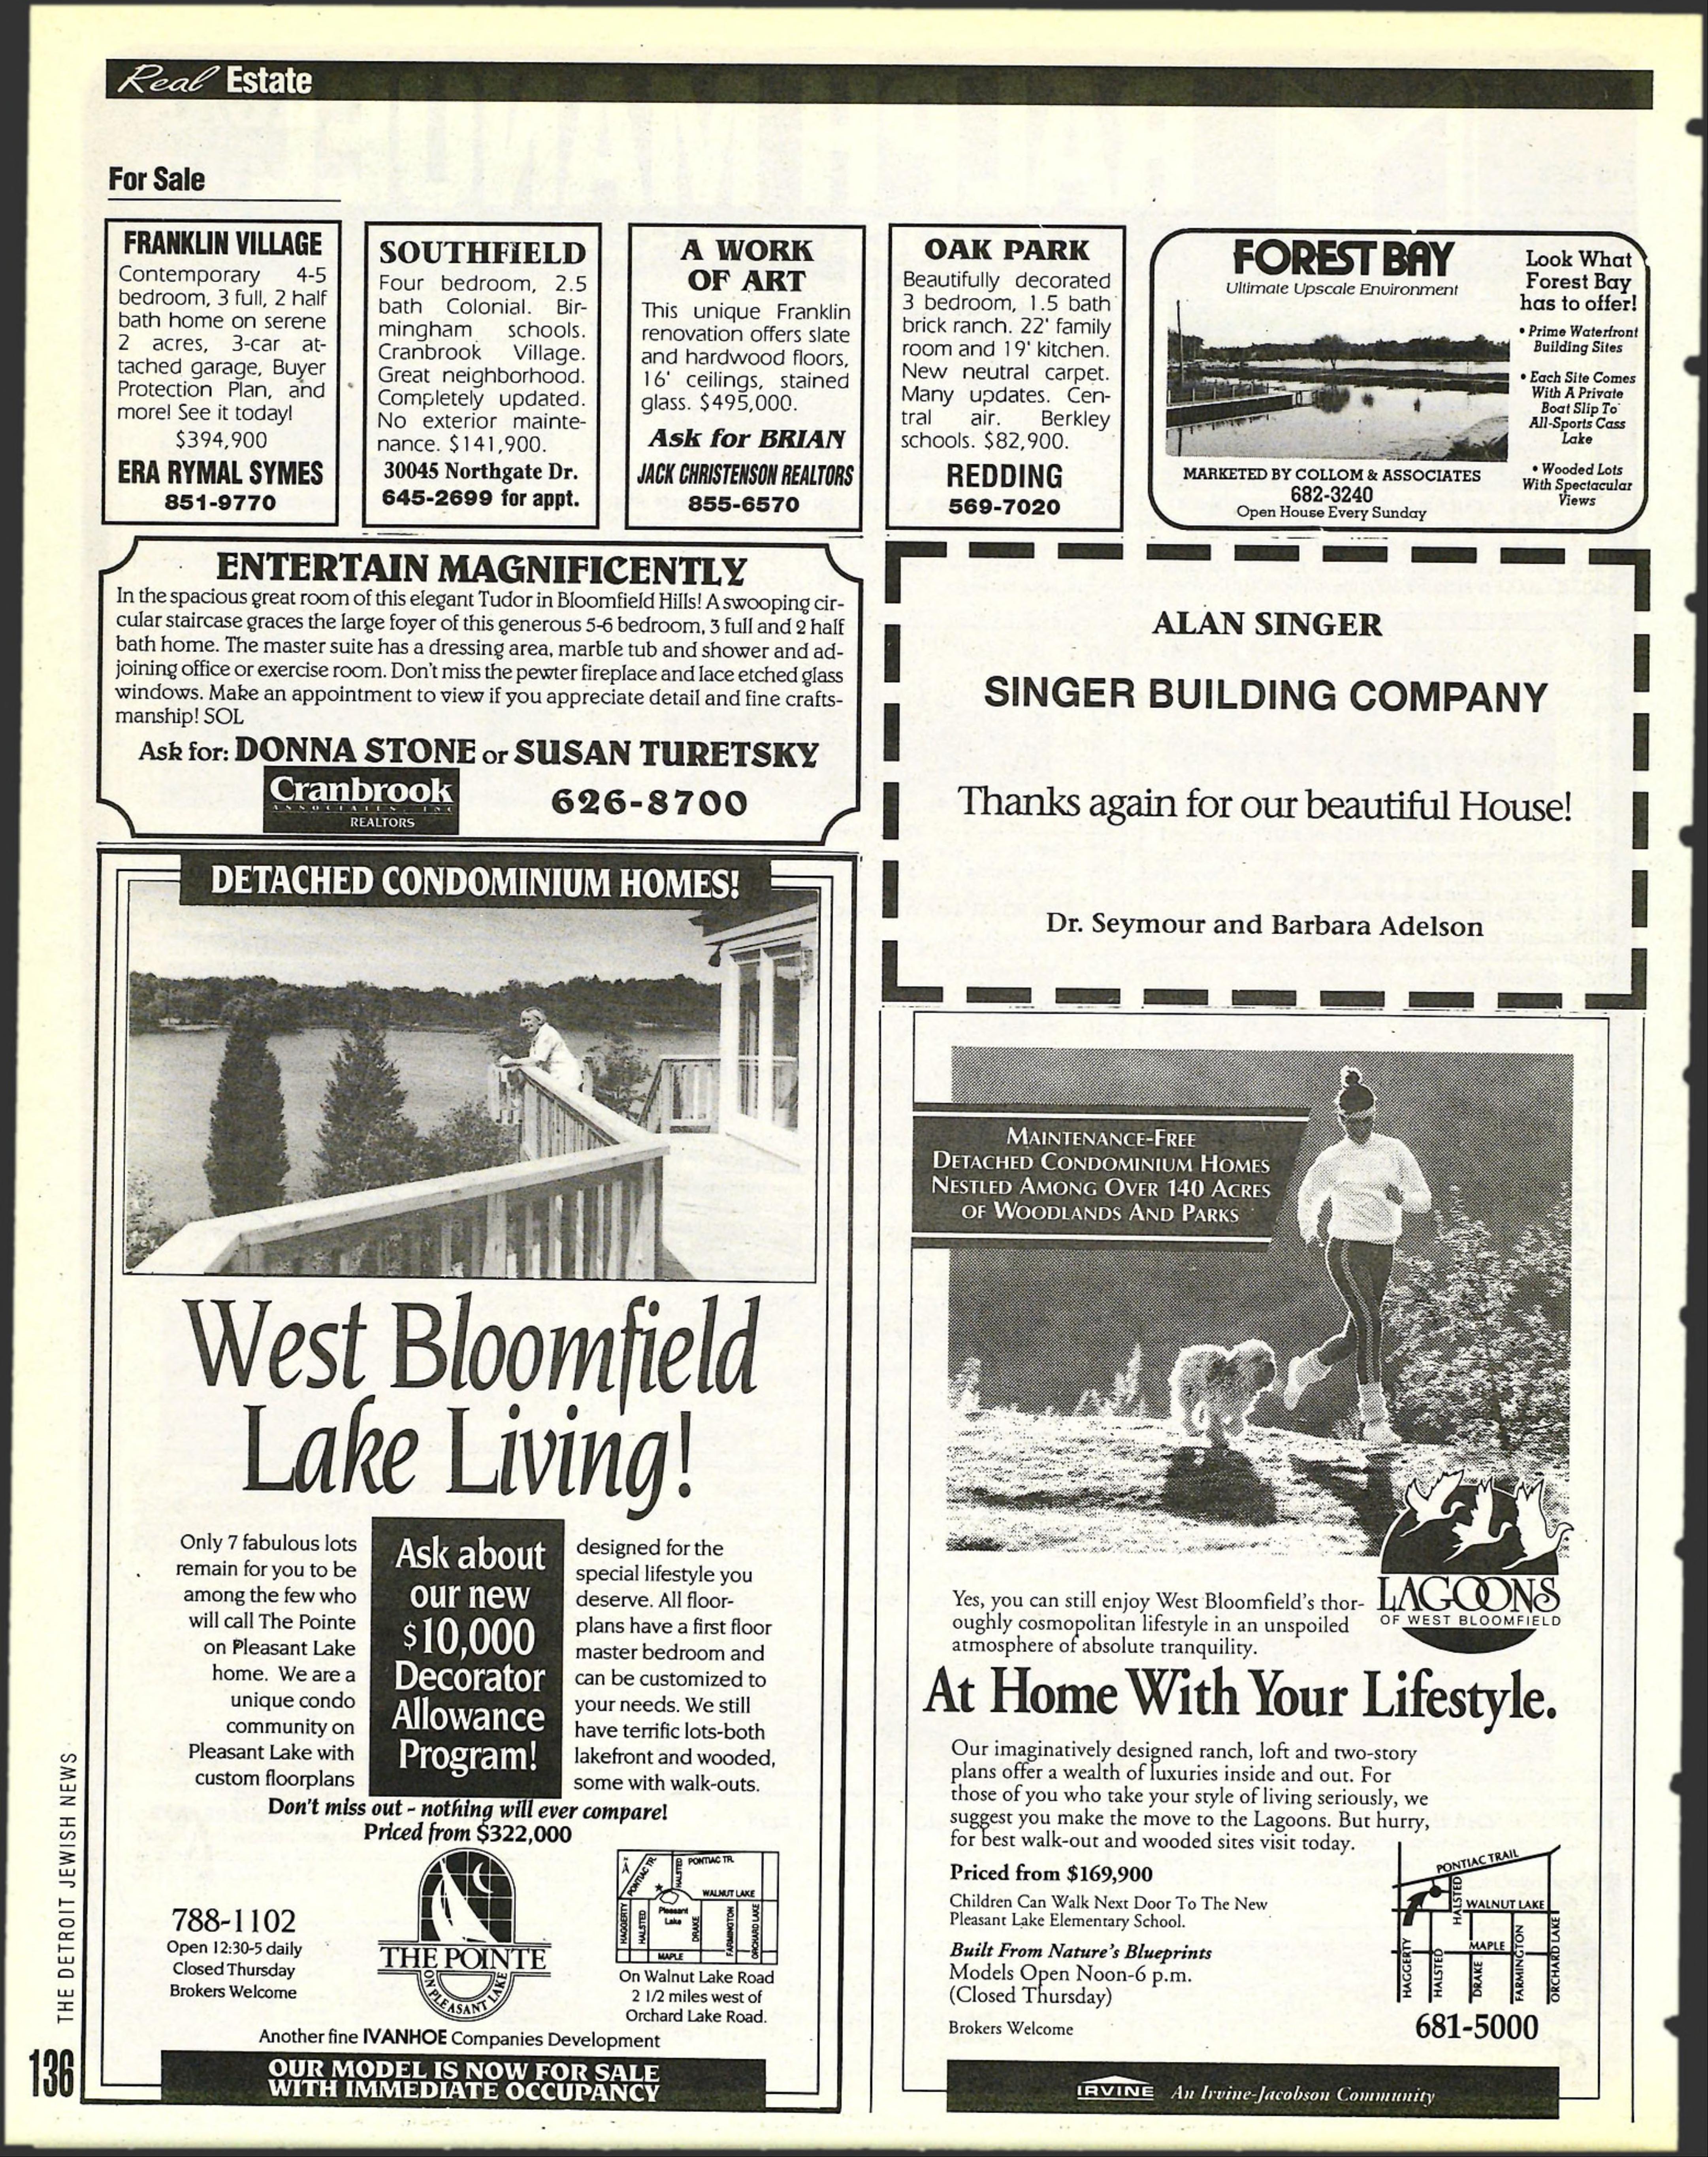 Real Estate
For Sale
FRANKLIN VILLAGE
Contemporary 4-5
bedroom, 3 full, 2 half
bath home on serene
2 acres, 3-car at-
tached garage, Buyer
Protection Plan, and
more! See it today!
$394,900
ERA RYMAL SYMES
851-9770
SOUTHFIELD
Four bedroom, 2.5
bath Colonial. Bir-
mingham schools.
Cranbrook Village.
Great neighborhood.
Completely updated.
No exterior mainte-
nance. $141,900.
30045 Northgate Dr.
645-2699 for appt.
A WORK
OF ART
This unique Franklin
renovation offers slate
and hardwood floors,
16' ceilings, stained
glass. $495,000.
Ask for BRIAN
JACK CHRISTENSON REALTORS
855-6570
OAK PARK
Beautifully decorated
3 bedroom, 1.5 bath
brick ranch. 22' family
room and 19' kitchen.
New neutral carpet.
Many updates. Cen-
tral air. Berkley
schools. $82,900.
REDDING
569-7020
FOREST BAY
Ultimate Upscale Environment
MARKETED BY COLLOM & ASSOCIATES
682-3240
Open House Every Sunday
Look What
Forest Bay
has to offer!
• Prime Waterfront
Building Sites
• Each Site Comes
With A Private
Boat Slip To
All-Sports Cass
Lake
• Wooded Lots
With Spectacular
Views
ENTERTAIN MAGNIFICENTLY
In the spacious great room of this elegant Tudor in Bloomfield Hills! A swooping cir-
cular staircase graces the large foyer of this generous 5-6 bedroom, 3 full and 2 half
bath home. The master suite has a dressing area, marble tub and shower and ad-
joining office or exercise room. Don't miss the pewter fireplace and lace etched glass
windows. Make an appointment to view if you appreciate detail and fine crafts-
manship! SOL
Ask for: DONNA STONE or SUSAN TURETSKY
Cranbrook
ASSOCIATES, INC.
REALTORS
626-8700
ALAN SINGER
SINGER BUILDING COMPANY
Thanks again for our beautiful House!
Dr. Seymour and Barbara Adelson
DETACHED CONDOMINIUM HOMES!
West Bloomfield
Lake Living!
Only 7 fabulous lots
remain for you to be
among the few who
will call The Pointe
on Pleasant Lake
home. We are a
unique condo
community on
Pleasant Lake with
custom floorplans
Ask about
our new
$10,000
Decorator
Allowance
Program!
designed for the
special lifestyle you
deserve. All floor-
plans have a first floor
master bedroom and
can be customized to
your needs. We still
have terrific lots-both
lakefront and wooded,
some with walk-outs.
Don't miss out - nothing will ever compare!
Priced from $322,000
788-1102
Open 12:30-5 daily
Closed Thursday
Brokers Welcome
THE POINTE
ON PLEASANT LAKE
N
PONTIAC TR.
HALSTED
PONTIAC TR.
WALNUT LAKE
Pleasant
Lake
HAGGERTY
HALSTED
DRAKE
FARMINGTON
ORCHARD LAKE
MAPLE
On Walnut Lake Road
2 1/2 miles west of
Orchard Lake Road.
Another fine IVANHOE Companies Development
OUR MODEL IS NOW FOR SALE
WITH IMMEDIATE OCCUPANCY
MAINTENANCE-FREE
DETACHED CONDOMINIUM HOMES
NESTLED AMONG OVER 140 ACRES
OF WOODLANDS AND PARKS
LAGOONS
OF WEST BLOOMFIELD
Yes, you can still enjoy West Bloomfield's thor-
oughly cosmopolitan lifestyle in an unspoiled
atmosphere of absolute tranquility.
At Home With Your Lifestyle.
Our imaginatively designed ranch, loft and two-story
plans offer a wealth of luxuries inside and out. For
those of you who take your style of living seriously, we
suggest you make the move to the Lagoons. But hurry,
for best walk-out and wooded sites visit today.
Priced from $169,900
Children Can Walk Next Door To The New
Pleasant Lake Elementary School.
Built From Nature's Blueprints
Models Open Noon-6 p.m.
(Closed Thursday)
Brokers Welcome
PONTIAC TRAIL
HALSTED
WALNUT LAKE
MAPLE
HAGGERTY
HALSTED
DRAKE
FARMINGTON
ORCHARD LAKE
681-5000
IRVINE An Irvine-Jacobson Community
THE DETROIT JEWISH NEWS
136